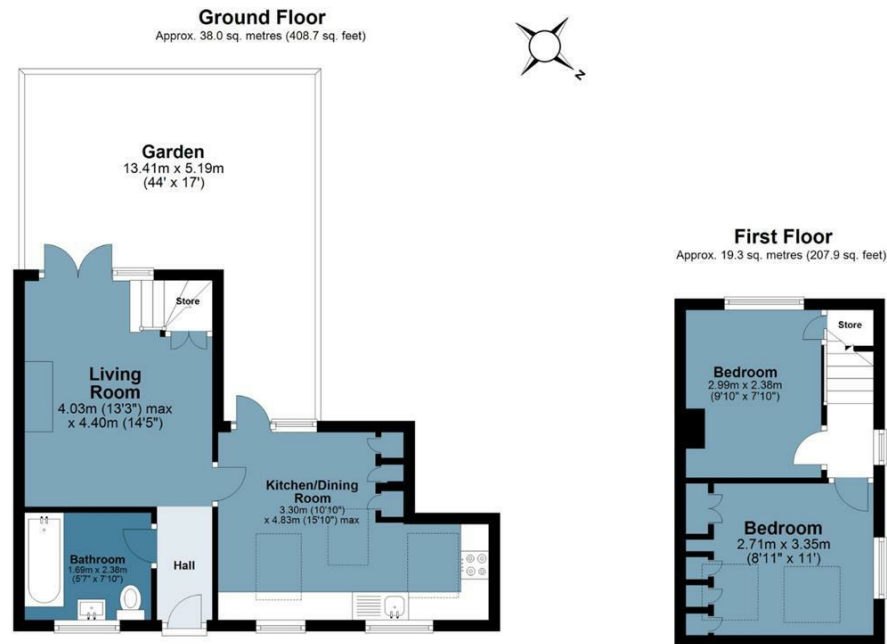 Ground Floor
Approx. 38.0 sq. metres (408.7 sq. feet)
N
Garden
13.41m x 5.19m
(44' x 17')
First Floor
Approx. 19.3 sq. metres (207.9 sq. feet)
Store
Living
Room
4.03m (13'3") max
x 4.40m (14'5")
Kitchen/Dining
Room
3.30m (10'10")
x 4.83m (15'10") max
Bathroom
1.69m x 2.38m
(5'7" x 7'10")
Hall
Store
Bedroom
2.99m x 2.38m
(9'10" x 7'10")
Bedroom
2.71m x 3.35m
(8'11" x 11')